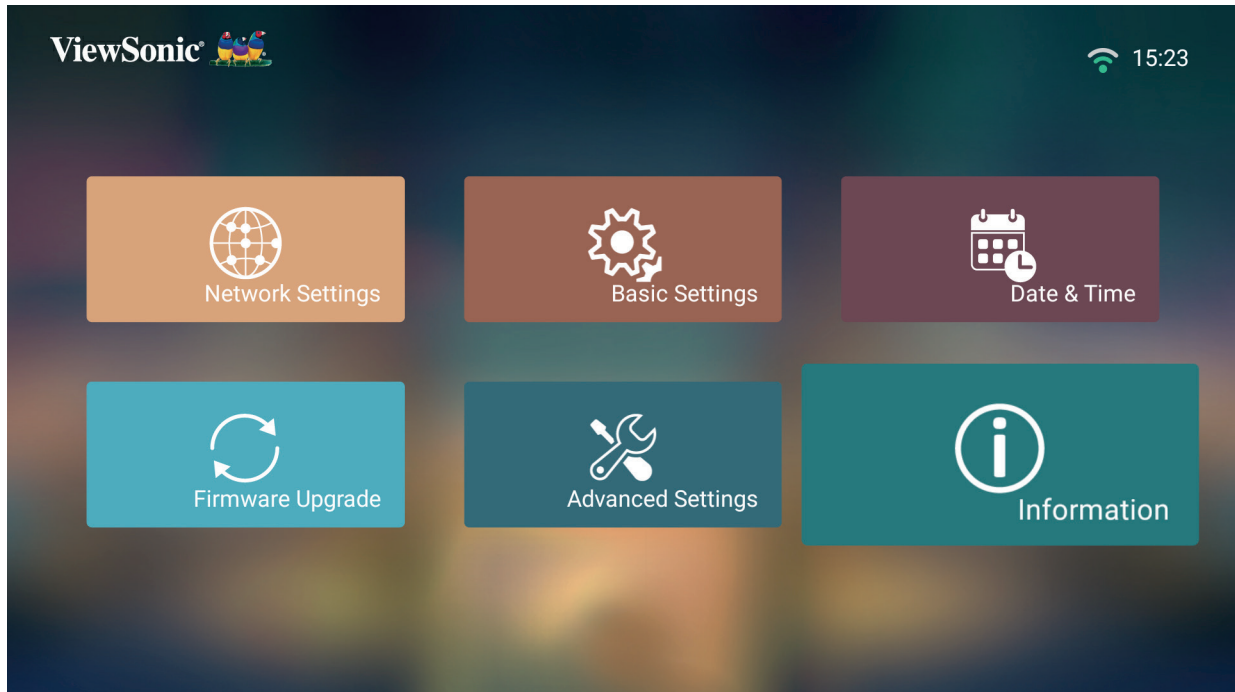 ViewSonic®
15:23
Network Settings
Basic Settings
Date & Time
Firmware Upgrade
Advanced Settings
Information